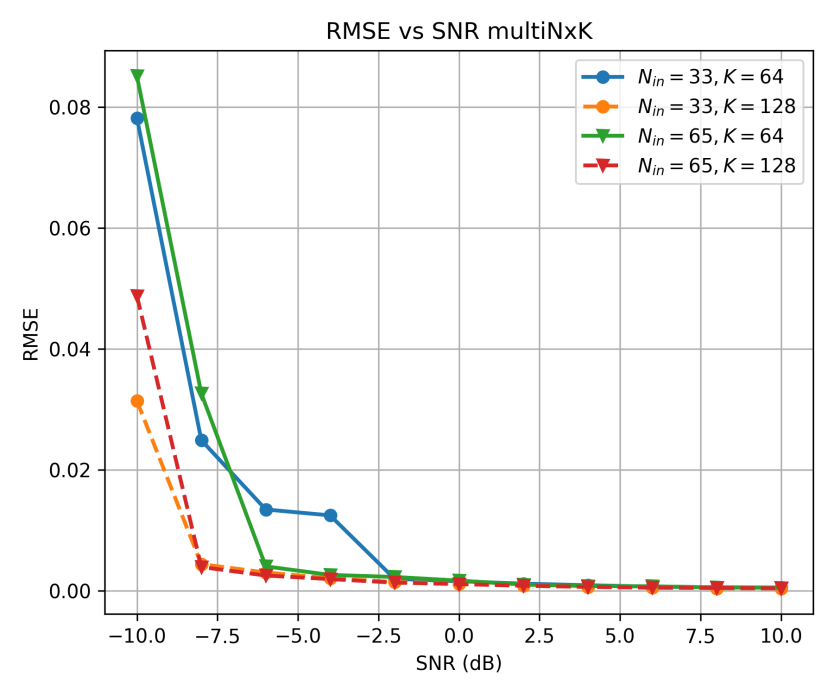 RMSE vs SNR multiNxK
N_in = 33, K = 64
N_in = 33, K = 128
N_in = 65, K = 64
N_in = 65, K = 128
RMSE
0.08
0.06
0.04
0.02
0.00
−10.0 −7.5 −5.0 −2.5 0.0 2.5 5.0 7.5 10.0
SNR (dB)